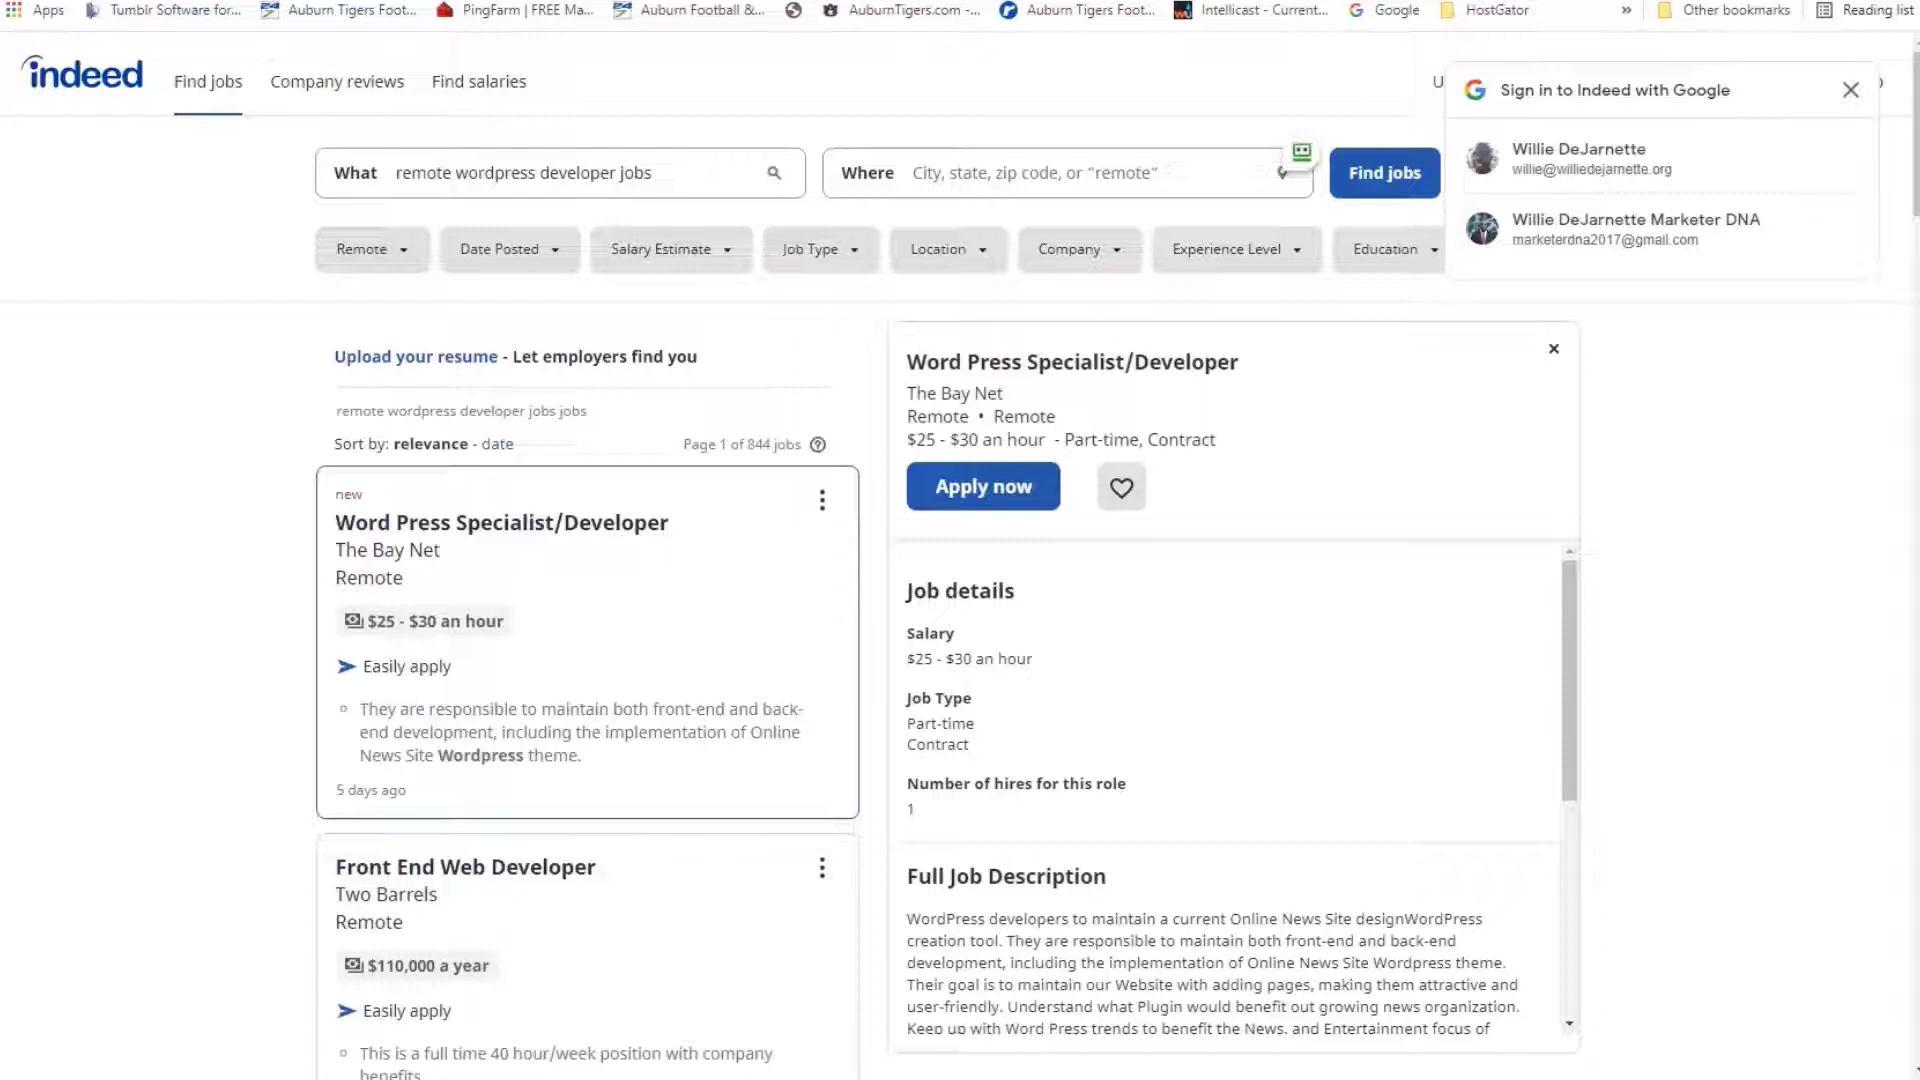 Apps Tumblr Software for... Auburn Tigers Foot... PingFarm | FREE Ma... Auburn Football &... AuburnTigers.com -... Auburn Tigers Foot... Intellicast - Current... Google HostGator » Other bookmarks Reading list
indeed Find jobs Company reviews Find salaries U
Sign in to Indeed with Google
Willie DeJarnette
willie@williedejarnette.org
Willie DeJarnette Marketer DNA
marketerdna2017@gmail.com
What remote wordpress developer jobs Where City, state, zip code, or “remote” Find jobs
Remote Date Posted Salary Estimate Job Type Location Company Experience Level Education
Upload your resume - Let employers find you
remote wordpress developer jobs jobs
Sort by: relevance - date Page 1 of 844 jobs
new
Word Press Specialist/Developer
The Bay Net
Remote
$25 - $30 an hour
Easily apply
They are responsible to maintain both front-end and back-
end development, including the implementation of Online
News Site Wordpress theme.
5 days ago
Front End Web Developer
Two Barrels
Remote
$110,000 a year
Easily apply
This is a full time 40 hour/week position with company
benefits.
Word Press Specialist/Developer
The Bay Net
Remote • Remote
$25 - $30 an hour - Part-time, Contract
Apply now
Job details
Salary
$25 - $30 an hour
Job Type
Part-time
Contract
Number of hires for this role
1
Full Job Description
WordPress developers to maintain a current Online News Site designWordPress
creation tool. They are responsible to maintain both front-end and back-end
development, including the implementation of Online News Site Wordpress theme.
Their goal is to maintain our Website with adding pages, making them attractive and
user-friendly. Understand what Plugin would benefit out growing news organization.
Keep up with Word Press trends to benefit the News. and Entertainment focus of